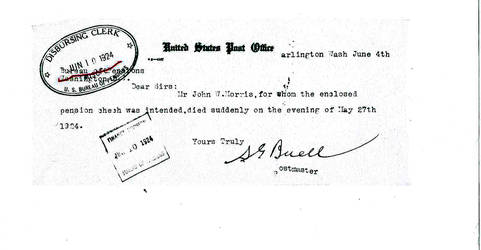 DISBURSING CLERK
JUN 10 1924
U. S. BUREAU OF
United States Post Office
arlington Wash June 4th
Bureau of Pensions
Washington
Dear Sirs:
Mr John W.Morris,for whom the enclosed
pension check was intended,died suddenly on the evening of May 27th
1924.
Yours Truly
JUN 10 1924
S E Buell
ostmaster